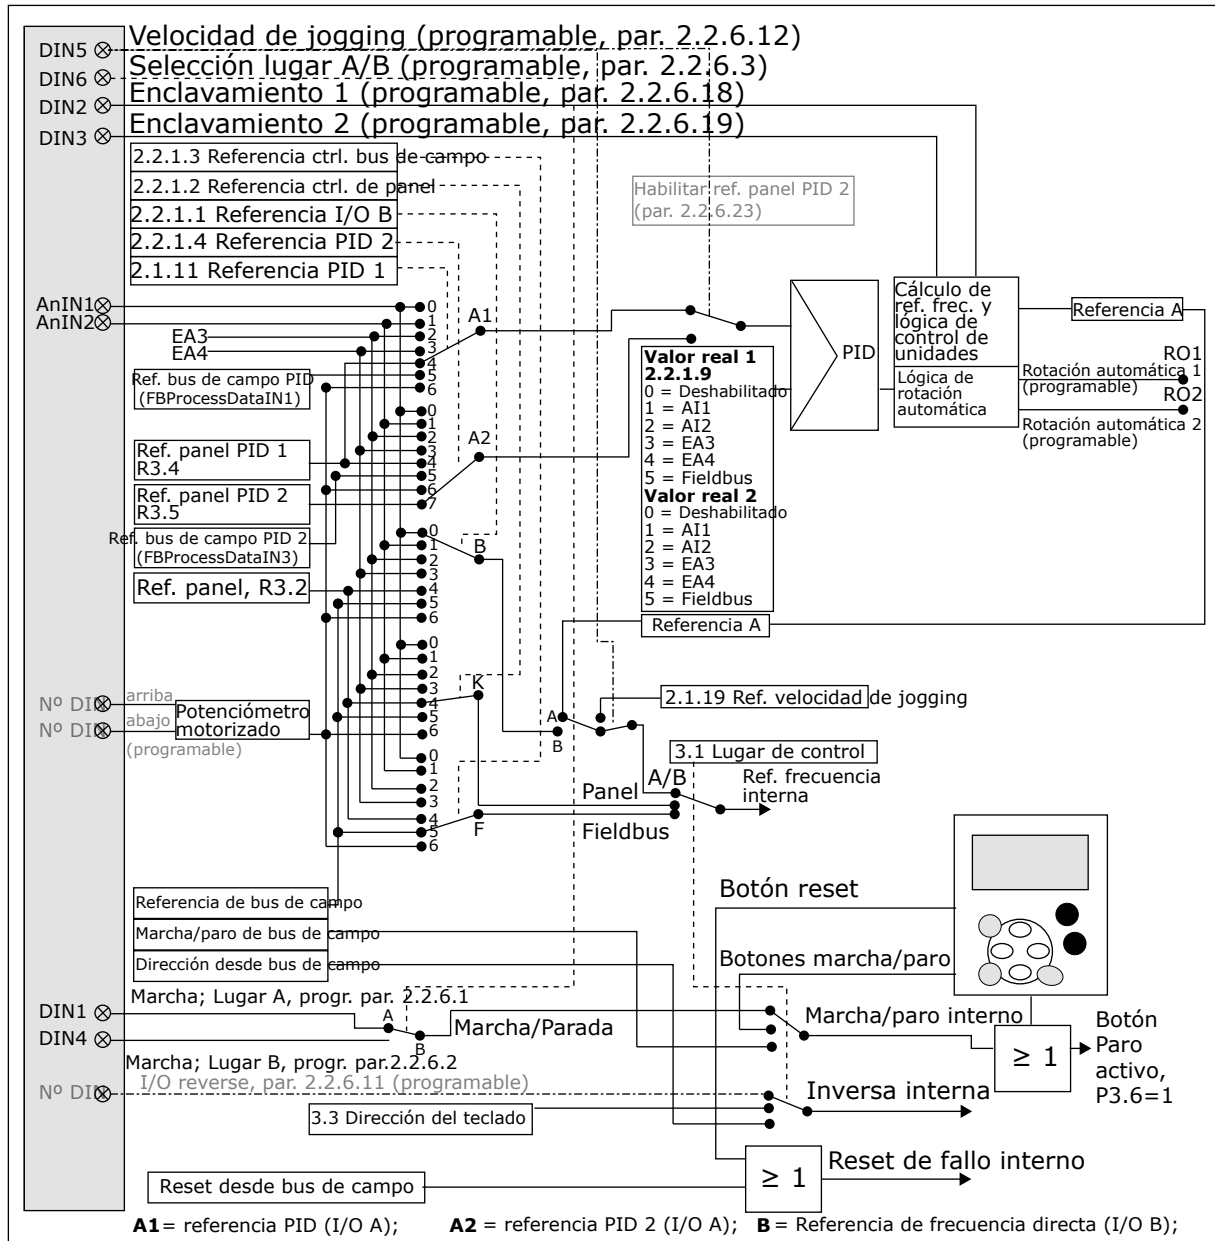 DIN5 Velocidad de jogging (programable, par. 2.2.6.12)
DIN6 Selección lugar A/B (programable, par. 2.2.6.3)
DIN2 Enclavamiento 1 (programable, par. 2.2.6.18)
DIN3 Enclavamiento 2 (programable, par. 2.2.6.19)
2.2.1.3 Referencia ctrl. bus de campo
2.2.1.2 Referencia ctrl. de panel
2.2.1.1 Referencia I/O B
2.2.1.4 Referencia PID 2
2.1.11 Referencia PID 1
Habilitar ref. panel PID 2
(par. 2.2.6.23)
AnIN1
AnIN2
EA3
EA4
Ref. bus de campo PID
(FBProcessDataIN1)
0
1
2
3
4
5
6
A1
Ref. panel PID 1
R3.4
Ref. panel PID 2
R3.5
0
1
2
3
4
5
6
7
A2
Ref. bus de campo PID 2
(FBProcessDataIN3)
Ref. panel, R3.2
0
1
2
3
4
5
6
B
Valor real 1
2.2.1.9
0 = Deshabilitado
1 = AI1
2 = AI2
3 = EA3
4 = EA4
5 = Fieldbus
Valor real 2
0 = Deshabilitado
1 = AI1
2 = AI2
3 = EA3
4 = EA4
5 = Fieldbus
PID
Cálculo de
ref. frec. y
lógica de
control de
unidades
Lógica de
rotación
automática
Referencia A
RO1
Rotación automática 1
(programable)
RO2
Rotación automática 2
(programable)
Referencia A
Nº DIN arriba
Nº DIN abajo
(programable)
Potenciómetro
motorizado
0
1
2
3
4
5
6
K
0
1
2
3
4
5
6
F
A
B
2.1.19 Ref. velocidad de jogging
3.1 Lugar de control
A/B
Panel
Fieldbus
Ref. frecuencia
interna
Referencia de bus de campo
Marcha/paro de bus de campo
Dirección desde bus de campo
Botón reset
Botones marcha/paro
Marcha; Lugar A, progr. par. 2.2.6.1
DIN1
DIN4
A
B
Marcha/Parada
Marcha/paro interno
≥ 1
Botón
Paro
activo,
P3.6=1
Marcha; Lugar B, progr. par.2.2.6.2
Nº DIN I/O reverse, par. 2.2.6.11 (programable)
3.3 Dirección del teclado
Inversa interna
Reset desde bus de campo
≥ 1
Reset de fallo interno
A1= referencia PID (I/O A); A2 = referencia PID 2 (I/O A); B = Referencia de frecuencia directa (I/O B);